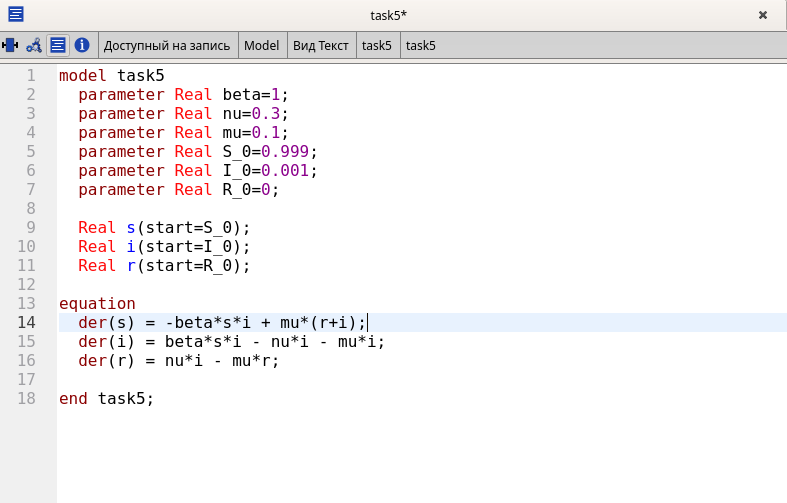 task5*
Доступный на запись Model Вид Текст task5 task5
1 model task5
2   parameter Real beta=1;
3   parameter Real nu=0.3;
4   parameter Real mu=0.1;
5   parameter Real S_0=0.999;
6   parameter Real I_0=0.001;
7   parameter Real R_0=0;
8
9   Real s(start=S_0);
10   Real i(start=I_0);
11   Real r(start=R_0);
12
13 equation
14   der(s) = -beta*s*i + mu*(r+i);
15   der(i) = beta*s*i - nu*i - mu*i;
16   der(r) = nu*i - mu*r;
17
18 end task5;